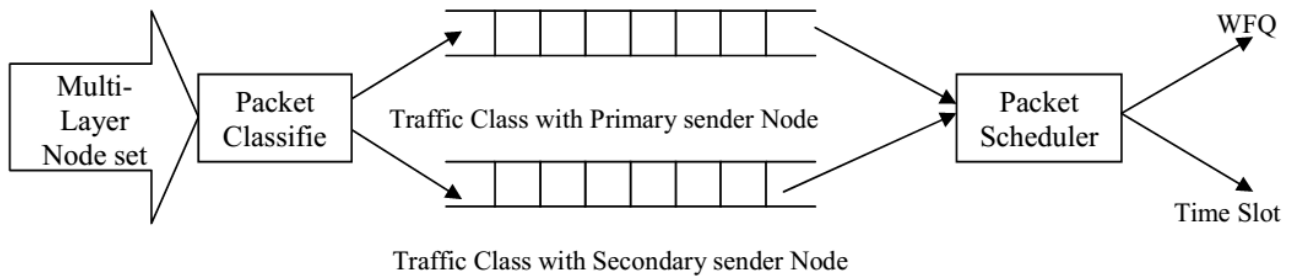 Multi-
Layer
Node set
Packet
Classifie
Traffic Class with Primary sender Node
Traffic Class with Secondary sender Node
Packet
Scheduler
WFQ
Time Slot